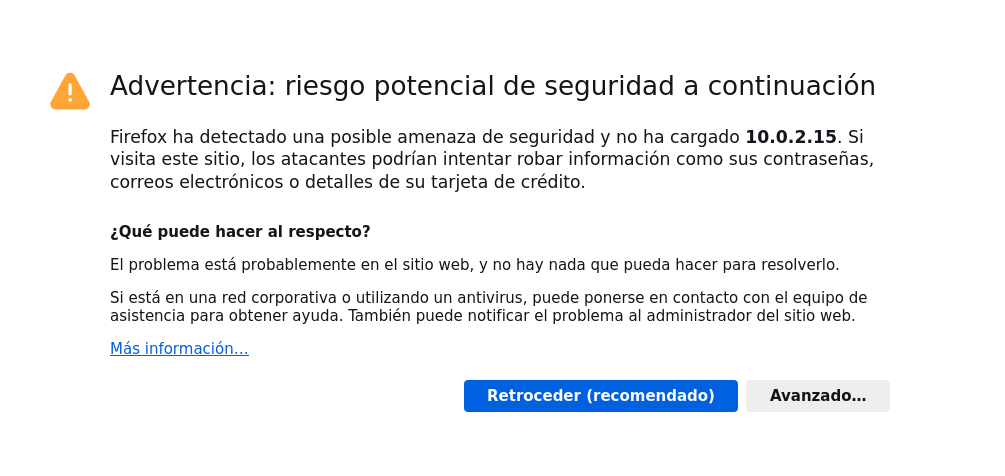 Advertencia: riesgo potencial de seguridad a continuación
Firefox ha detectado una posible amenaza de seguridad y no ha cargado 10.0.2.15. Si
visita este sitio, los atacantes podrían intentar robar información como sus contraseñas,
correos electrónicos o detalles de su tarjeta de crédito.
¿Qué puede hacer al respecto?
El problema está probablemente en el sitio web, y no hay nada que pueda hacer para resolverlo.
Si está en una red corporativa o utilizando un antivirus, puede ponerse en contacto con el equipo de
asistencia para obtener ayuda. También puede notificar el problema al administrador del sitio web.
Más información…
Retroceder (recomendado)
Avanzado…